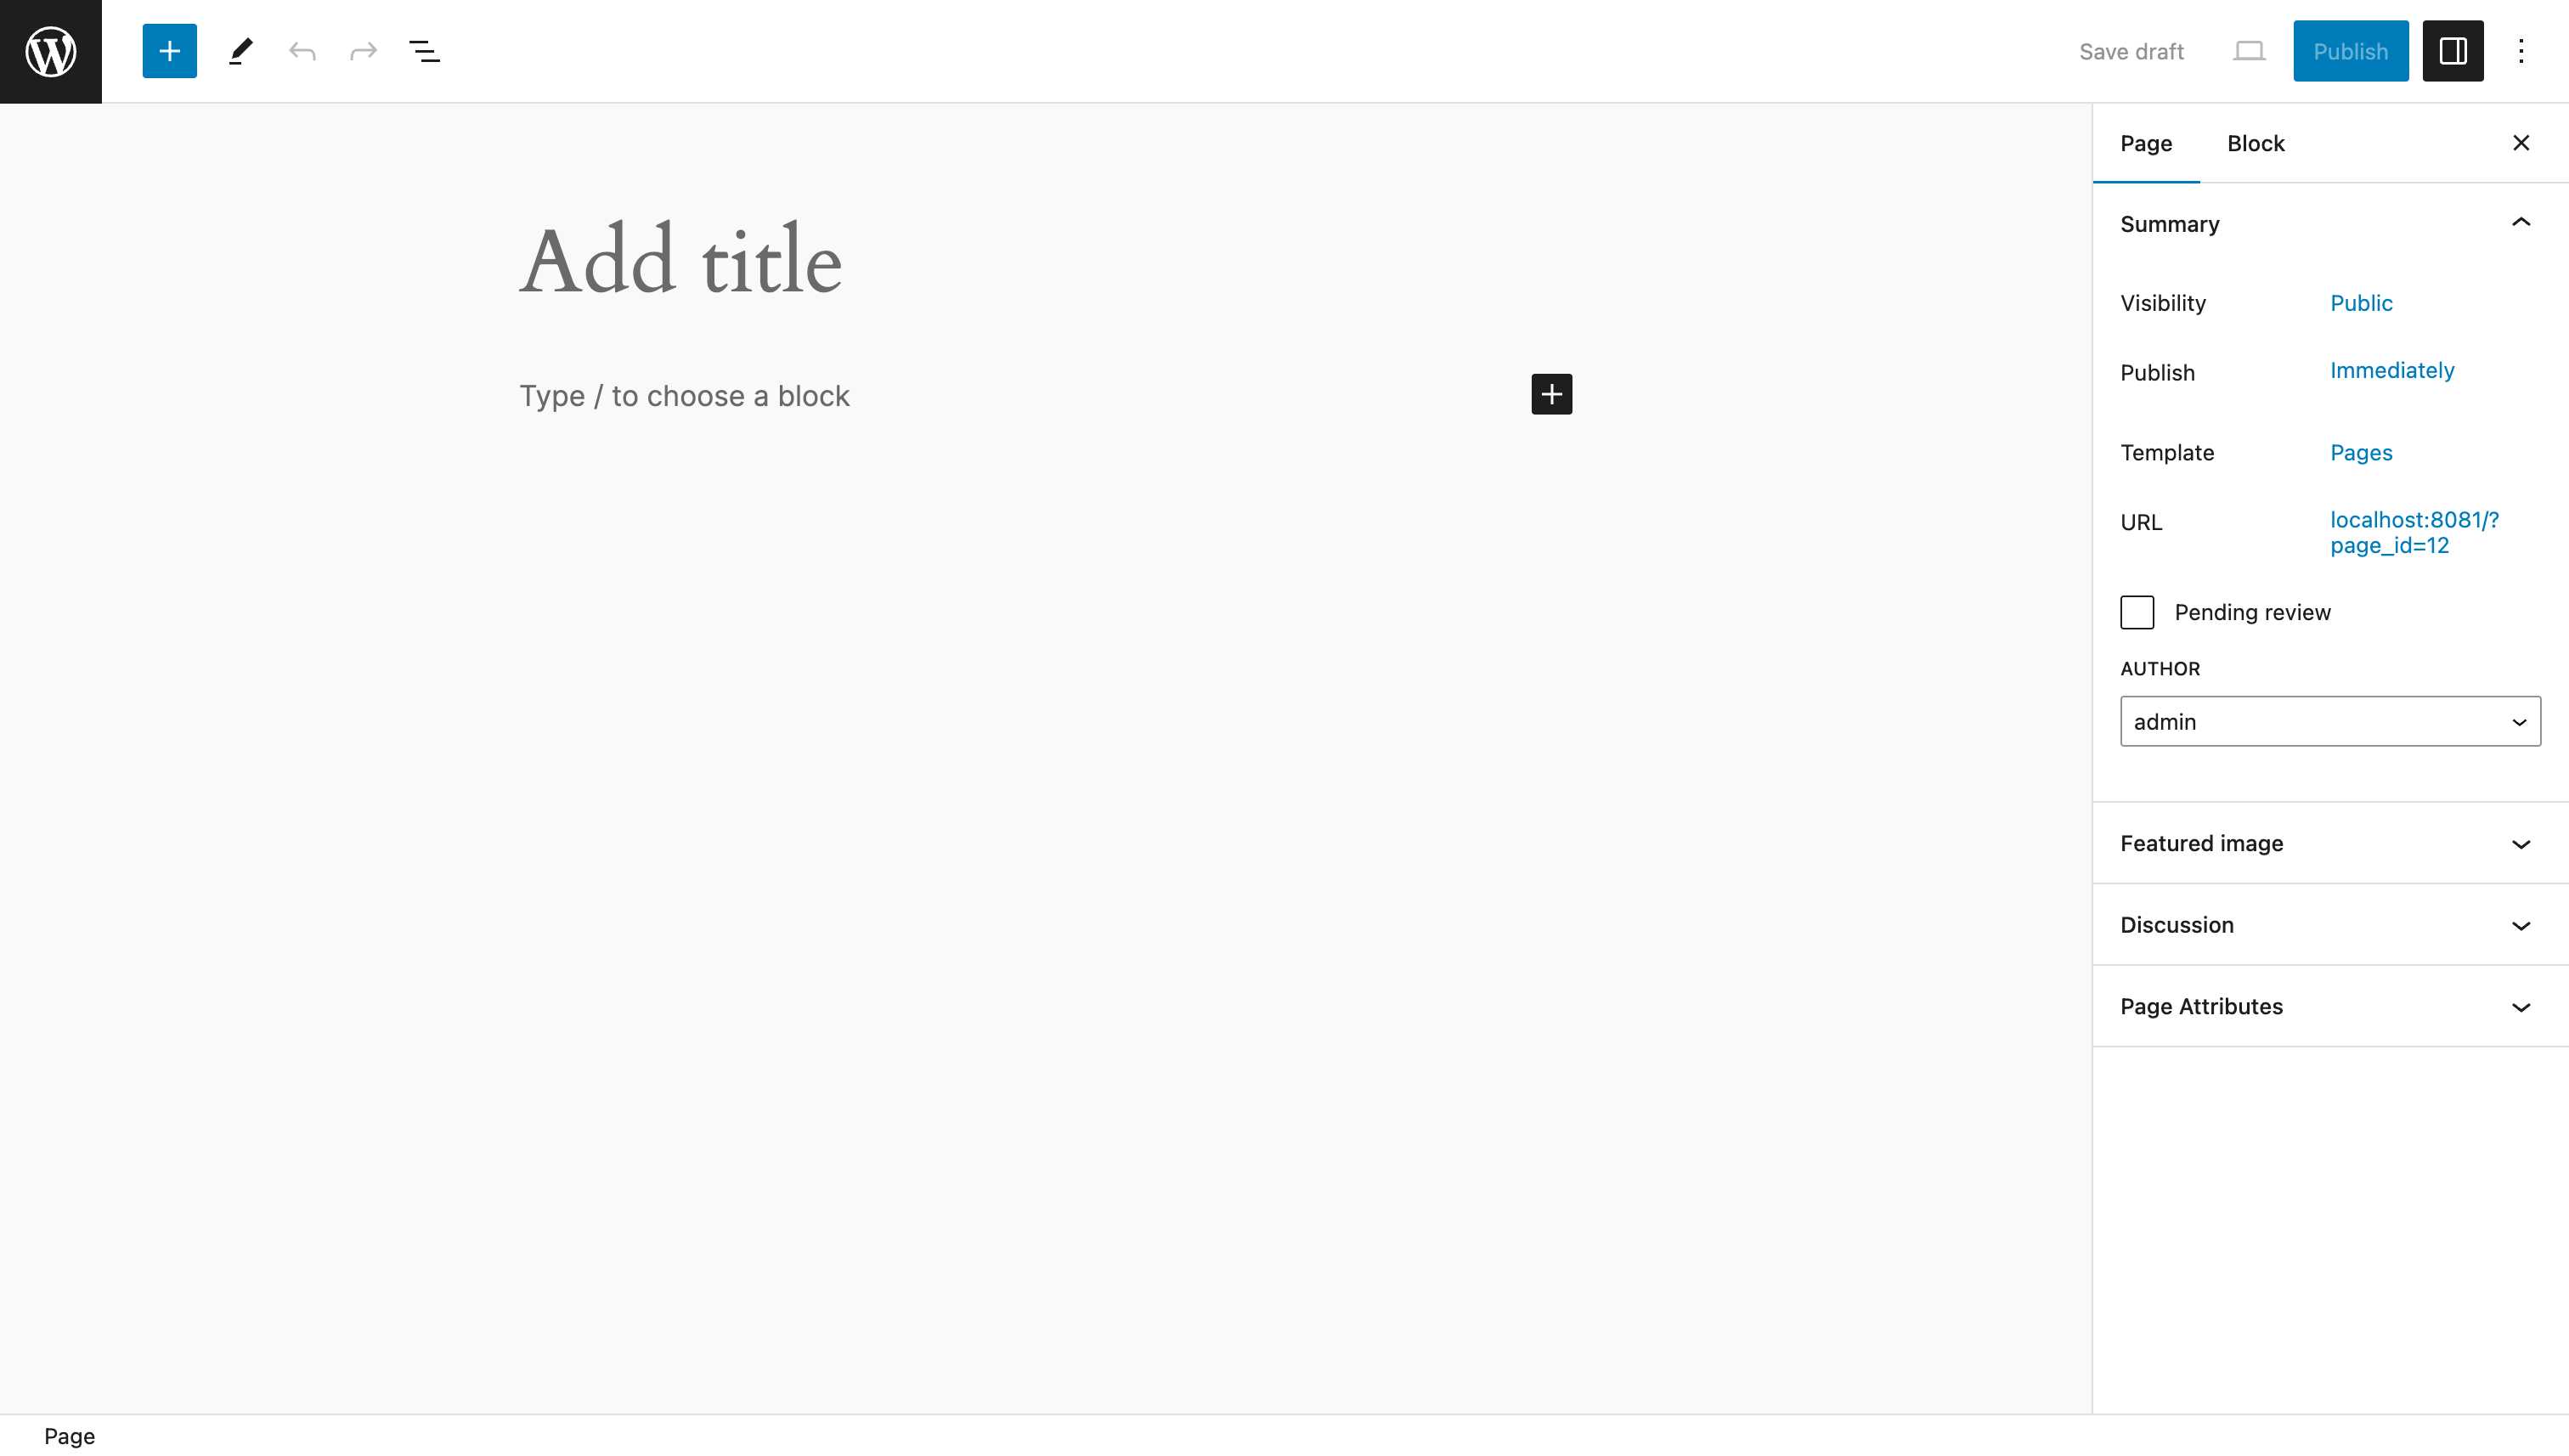 Save draft
Publish
Page
Block
Summary
Add title
Visibility
Public
Type / to choose a block
Publish
Immediately
Template
Pages
URL
localhost:8081/?
page_id=12
Pending review
AUTHOR
admin
Featured image
Discussion
Page Attributes
Page